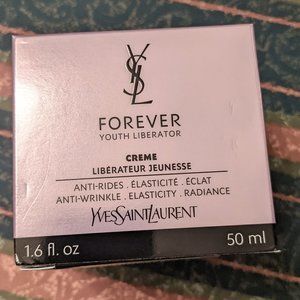 YSL
FOREVER
YOUTH LIBERATOR
CREME
LIBÉRATEUR JEUNESSE
ANTI-RIDES . ÉLASTICITÉ . ÉCLAT
ANTI-WRINKLE . ELASTICITY . RADIANCE
YVESSAINTLAURENT
1.6 fl. oz 50 ml